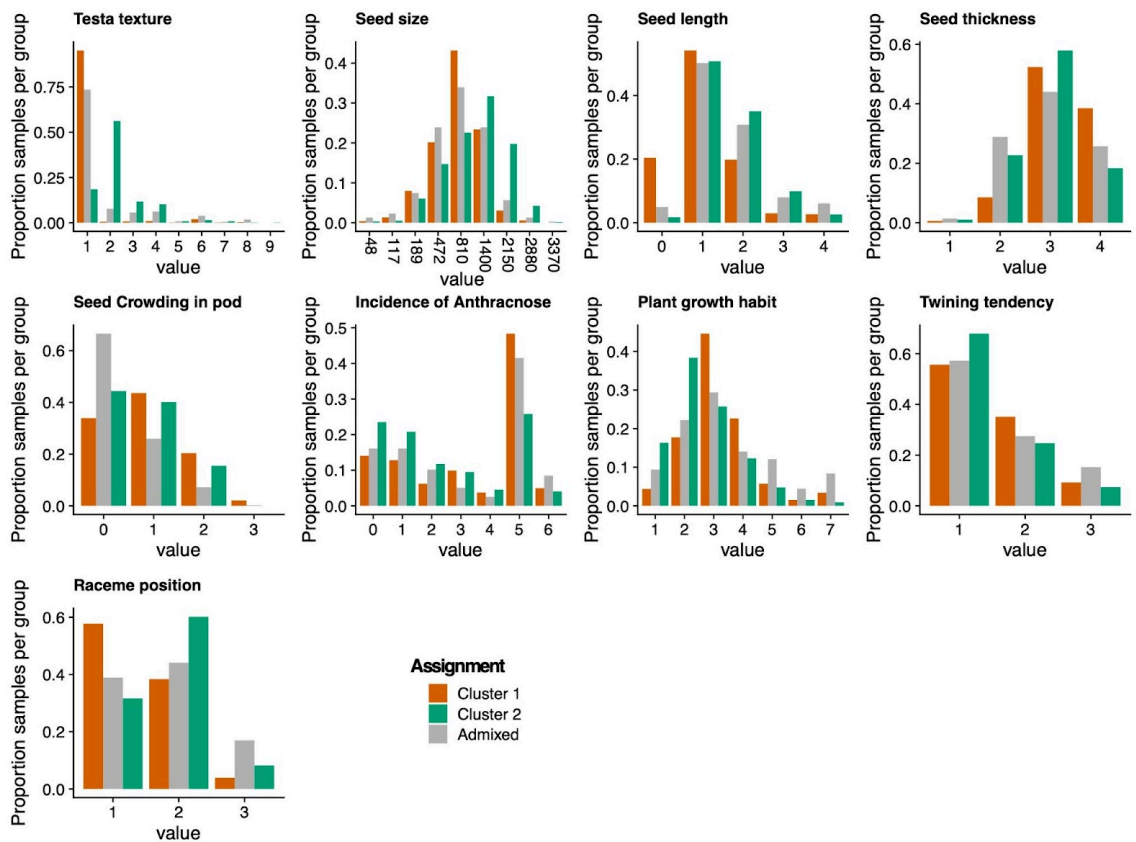 Testa texture
Proportion samples per group
0.75
0.50
0.25
0.00
1 2 3 4 5 6 7 8 9
value
Seed size
Proportion samples per group
0.4
0.3
0.2
0.1
0.0
48 117 189 472 810 1400 2150 2880 3370
value
Seed length
Proportion samples per group
0.4
0.2
0.0
0 1 2 3 4
value
Seed thickness
Proportion samples per group
0.6
0.4
0.2
0.0
1 2 3 4
value
Seed Crowding in pod
Proportion samples per group
0.6
0.4
0.2
0.0
0 1 2 3
value
Incidence of Anthracnose
Proportion samples per group
0.5
0.4
0.3
0.2
0.1
0.0
0 1 2 3 4 5 6
value
Plant growth habit
Proportion samples per group
0.4
0.3
0.2
0.1
0.0
1 2 3 4 5 6 7
value
Twining tendency
Proportion samples per group
0.6
0.4
0.2
0.0
1 2 3
value
Raceme position
Proportion samples per group
0.6
0.4
0.2
0.0
1 2 3
value
Assignment
Cluster 1
Cluster 2
Admixed